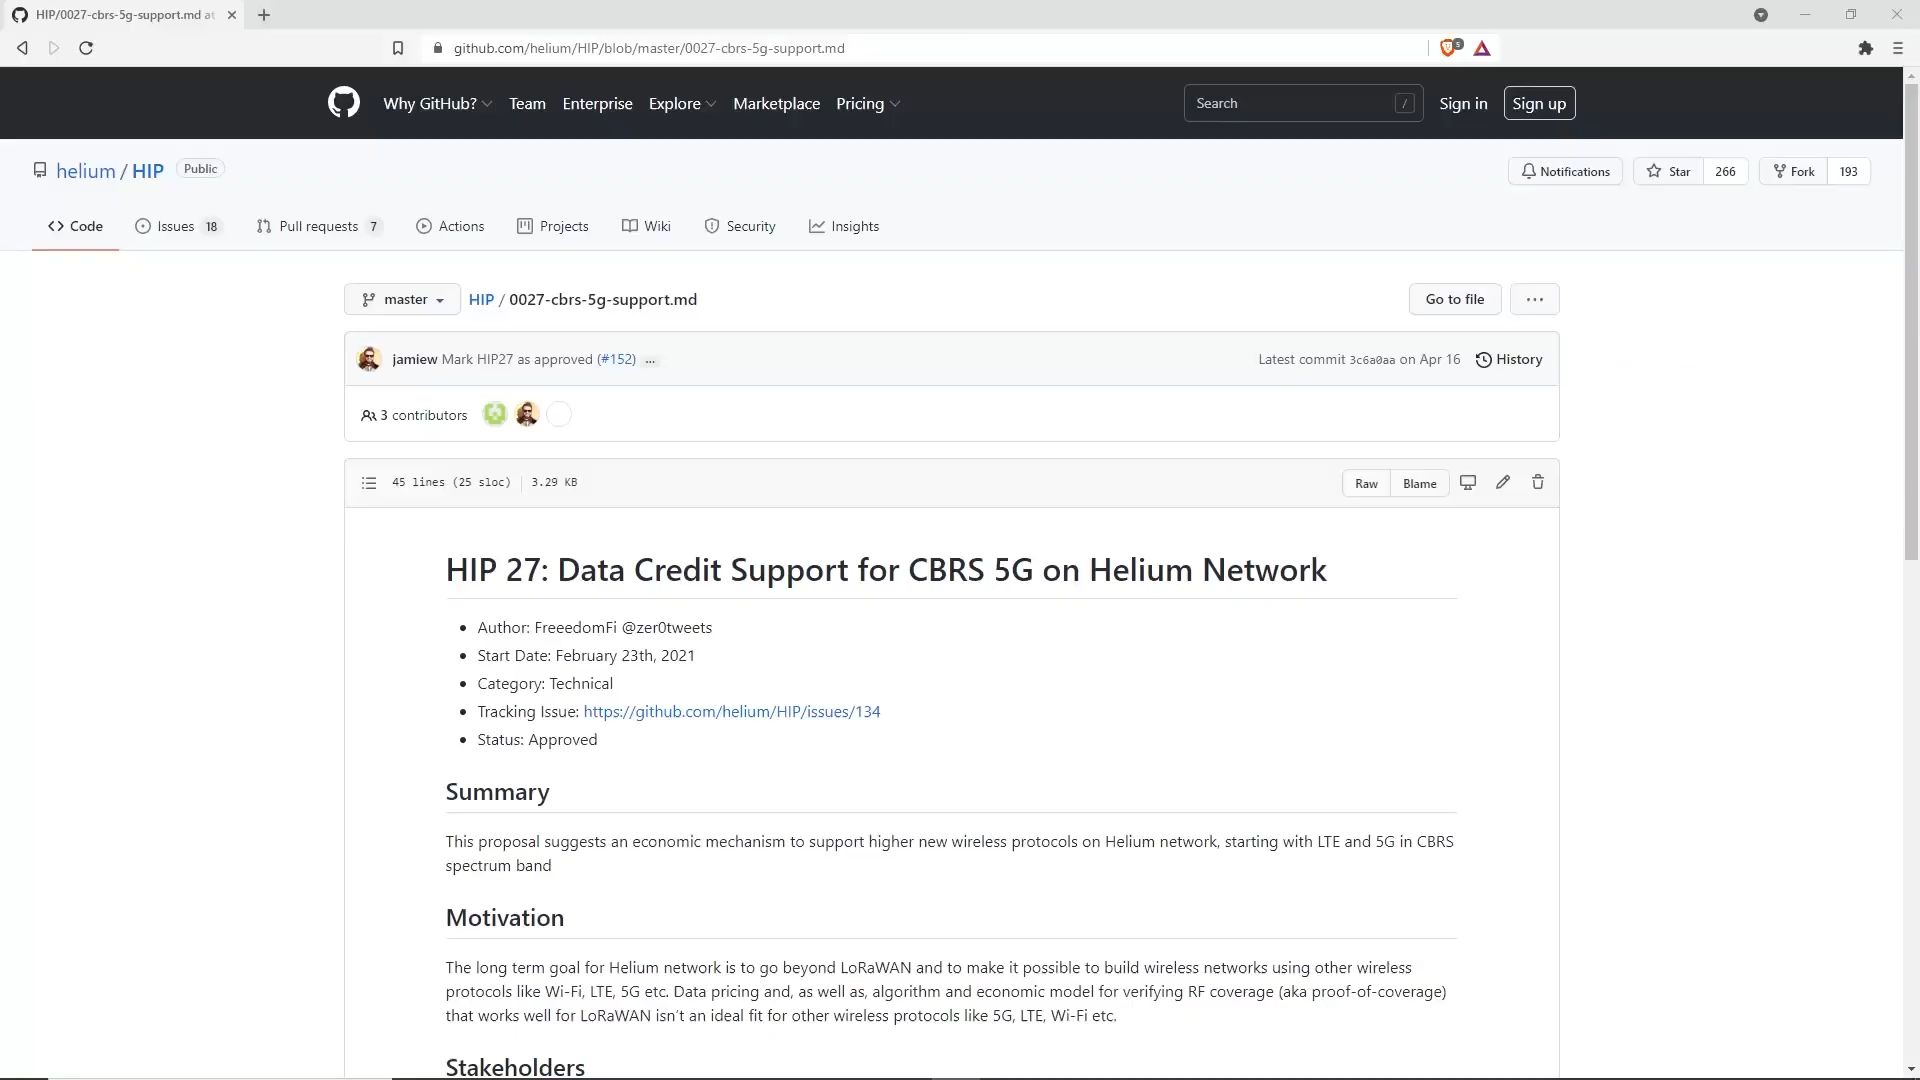 HIP/0027-cbrs-5g-support.md at
github.com/helium/HIP/blob/master/0027-cbrs-5g-support.md
5
Why GitHub? Team Enterprise Explore Marketplace Pricing Search / Sign in Sign up
helium / HIP Public Notifications Star 266 Fork 193
Code Issues 18 Pull requests 7 Actions Projects Wiki Security Insights
master HIP / 0027-cbrs-5g-support.md Go to file ...
jamiew Mark HIP27 as approved (#152) ... Latest commit 3c6a0aa on Apr 16 History
3 contributors
45 lines (25 sloc) 3.29 KB Raw Blame
HIP 27: Data Credit Support for CBRS 5G on Helium Network
• Author: FreeedomFi @zer0tweets
• Start Date: February 23th, 2021
• Category: Technical
• Tracking Issue: https://github.com/helium/HIP/issues/134
• Status: Approved
Summary
This proposal suggests an economic mechanism to support higher new wireless protocols on Helium network, starting with LTE and 5G in CBRS
spectrum band
Motivation
The long term goal for Helium network is to go beyond LoRaWAN and to make it possible to build wireless networks using other wireless
protocols like Wi-Fi, LTE, 5G etc. Data pricing and, as well as, algorithm and economic model for verifying RF coverage (aka proof-of-coverage)
that works well for LoRaWAN isn't an ideal fit for other wireless protocols like 5G, LTE, Wi-Fi etc.
Stakeholders